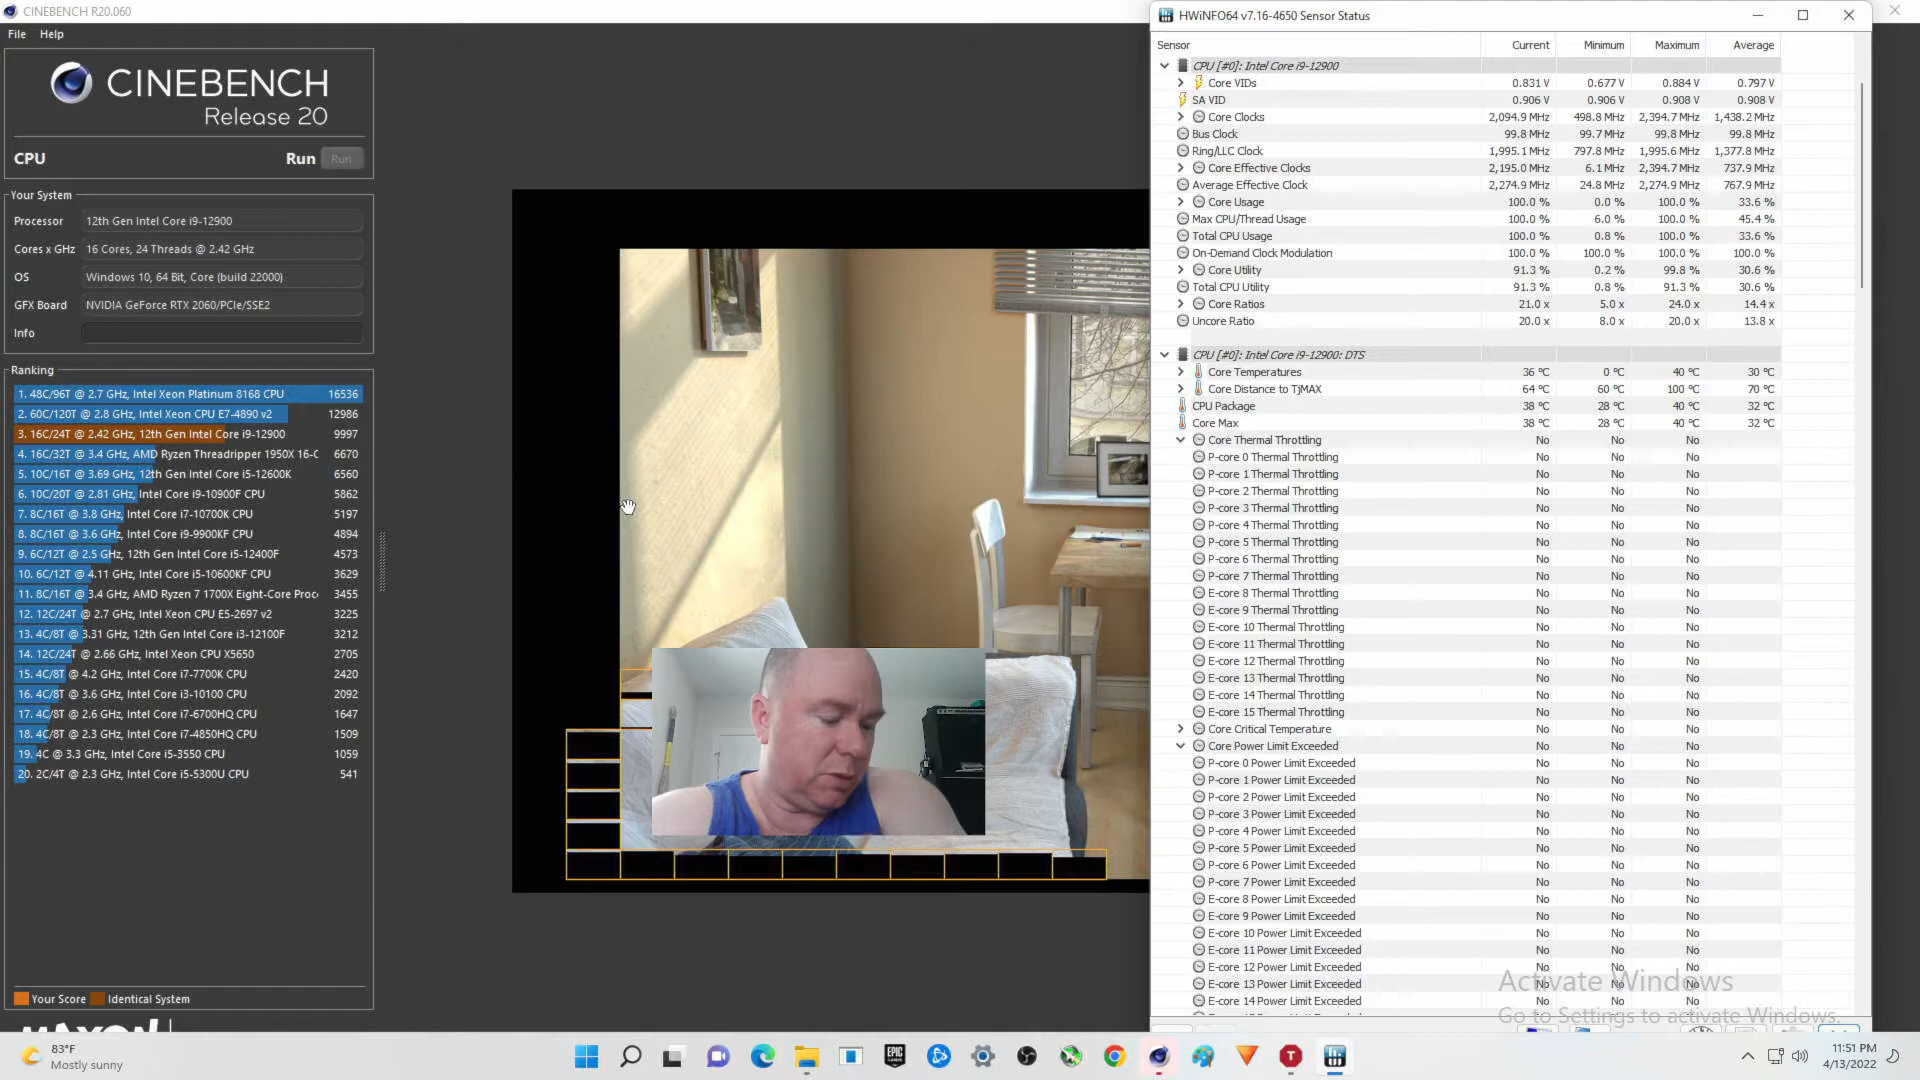 CINEBENCH R20.060
File Help
CINEBENCH
Release 20
CPU Run Run
Your System
Processor 12th Gen Intel Core i9-12900
Cores x GHz 16 Cores, 24 Threads @ 2.42 GHz
OS Windows 10, 64 Bit, Core (build 22000)
GFX Board NVIDIA GeForce RTX 2060/PCIe/SSE2
Info
Ranking
1. 48C/96T @ 2.7 GHz, Intel Xeon Platinum 8168 CPU 16536
2. 60C/120T @ 2.8 GHz, Intel Xeon CPU E7-4890 v2 12986
3. 16C/24T @ 2.42 GHz, 12th Gen Intel Core i9-12900 9997
4. 16C/32T @ 3.4 GHz, AMD Ryzen Threadripper 1950X 16-C 6670
5. 10C/16T @ 3.69 GHz, 12th Gen Intel Core i5-12600K 6560
6. 10C/20T @ 2.81 GHz, Intel Core i9-10900F CPU 5862
7. 8C/16T @ 3.8 GHz, Intel Core i7-10700K CPU 5197
8. 8C/16T @ 3.6 GHz, Intel Core i9-9900KF CPU 4894
9. 6C/12T @ 2.5 GHz, 12th Gen Intel Core i5-12400F 4573
10. 6C/12T @ 4.11 GHz, Intel Core i5-10600KF CPU 3629
11. 8C/16T @ 3.4 GHz, AMD Ryzen 7 1700X Eight-Core Proc 3455
12. 12C/24T @ 2.7 GHz, Intel Xeon CPU E5-2697 v2 3225
13. 4C/8T @ 3.31 GHz, 12th Gen Intel Core i3-12100F 3212
14. 12C/24T @ 2.66 GHz, Intel Xeon CPU X5650 2705
15. 4C/8T @ 4.2 GHz, Intel Core i7-7700K CPU 2420
16. 4C/8T @ 3.6 GHz, Intel Core i3-10100 CPU 2092
17. 4C/8T @ 2.6 GHz, Intel Core i7-6700HQ CPU 1647
18. 4C/8T @ 2.3 GHz, Intel Core i7-4850HQ CPU 1509
19. 4C @ 3.3 GHz, Intel Core i5-3550 CPU 1059
20. 2C/4T @ 2.3 GHz, Intel Core i5-5300U CPU 541
Your Score Identical System
MAXON
HWiNFO64 v7.16-4650 Sensor Status
Sensor Current Minimum Maximum Average
CPU [#0]: Intel Core i9-12900
Core VIDs 0.831 V 0.677 V 0.884 V 0.797 V
SA VID 0.906 V 0.906 V 0.908 V 0.908 V
Core Clocks 2,094.9 MHz 498.8 MHz 2,394.7 MHz 1,438.2 MHz
Bus Clock 99.8 MHz 99.7 MHz 99.8 MHz 99.8 MHz
Ring/LLC Clock 1,995.1 MHz 797.8 MHz 1,995.6 MHz 1,377.8 MHz
Core Effective Clocks 2,195.0 MHz 6.1 MHz 2,394.7 MHz 737.9 MHz
Average Effective Clock 2,274.9 MHz 24.8 MHz 2,274.9 MHz 767.9 MHz
Core Usage 100.0 % 0.0 % 100.0 % 33.6 %
Max CPU/Thread Usage 100.0 % 6.0 % 100.0 % 45.4 %
Total CPU Usage 100.0 % 0.8 % 100.0 % 33.6 %
On-Demand Clock Modulation 100.0 % 100.0 % 100.0 % 100.0 %
Core Utility 91.3 % 0.2 % 99.8 % 30.6 %
Total CPU Utility 91.3 % 0.8 % 91.3 % 30.6 %
Core Ratios 21.0 x 5.0 x 24.0 x 14.4 x
Uncore Ratio 20.0 x 8.0 x 20.0 x 13.8 x
CPU [#0]: Intel Core i9-12900: DTS
Core Temperatures 36 °C 0 °C 40 °C 30 °C
Core Distance to TjMAX 64 °C 60 °C 100 °C 70 °C
CPU Package 38 °C 28 °C 40 °C 32 °C
Core Max 38 °C 28 °C 40 °C 32 °C
Core Thermal Throttling No No No
P-core 0 Thermal Throttling No No No
P-core 1 Thermal Throttling No No No
P-core 2 Thermal Throttling No No No
P-core 3 Thermal Throttling No No No
P-core 4 Thermal Throttling No No No
P-core 5 Thermal Throttling No No No
P-core 6 Thermal Throttling No No No
P-core 7 Thermal Throttling No No No
E-core 8 Thermal Throttling No No No
E-core 9 Thermal Throttling No No No
E-core 10 Thermal Throttling No No No
E-core 11 Thermal Throttling No No No
E-core 12 Thermal Throttling No No No
E-core 13 Thermal Throttling No No No
E-core 14 Thermal Throttling No No No
E-core 15 Thermal Throttling No No No
Core Critical Temperature No No No
Core Power Limit Exceeded No No No
P-core 0 Power Limit Exceeded No No No
P-core 1 Power Limit Exceeded No No No
P-core 2 Power Limit Exceeded No No No
P-core 3 Power Limit Exceeded No No No
P-core 4 Power Limit Exceeded No No No
P-core 5 Power Limit Exceeded No No No
P-core 6 Power Limit Exceeded No No No
P-core 7 Power Limit Exceeded No No No
E-core 8 Power Limit Exceeded No No No
E-core 9 Power Limit Exceeded No No No
E-core 10 Power Limit Exceeded No No No
E-core 11 Power Limit Exceeded No No No
E-core 12 Power Limit Exceeded No No No
E-core 13 Power Limit Exceeded No No No
E-core 14 Power Limit Exceeded No No No
Activate Windows
Go to Settings to activate Windows.
83°F
Mostly sunny
EPIC
11:51 PM
4/13/2022